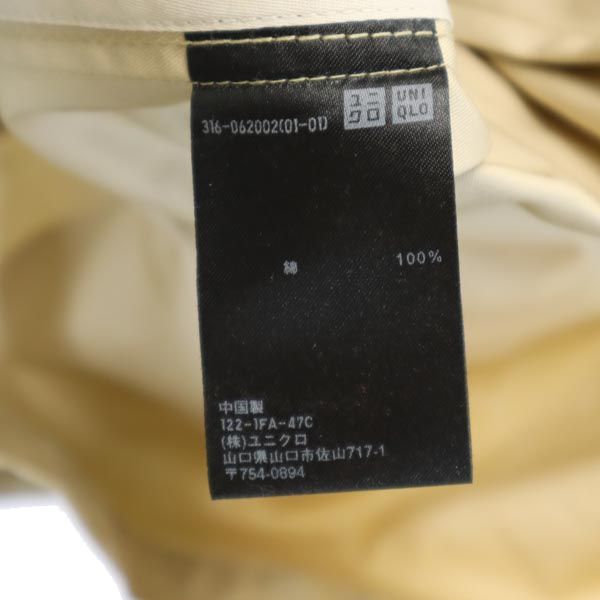 316-062002(01-01)
ユニ
クロ
UNI
QLO
綿 100%
中国製
122-1FA-47C
(株)ユニクロ
山口県山口市佐山717-1
〒754-0894